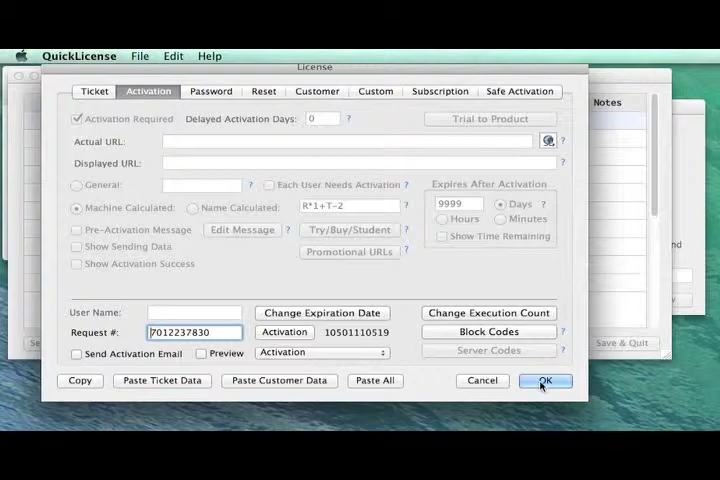 QuickLicense File Edit Help
License
Ticket Activation Password Reset Customer Custom Subscription Safe Activation
Notes
Activation Required Delayed Activation Days: 0 ? Trial to Product
Actual URL: ?
Displayed URL: ?
General: ? Each User Needs Activation ? Expires After Activation
Machine Calculated: Name Calculated: R*1+T-2 ? 9999 Days ?
Hours Minutes
Pre-Activation Message Edit Message ? Try/Buy/Student ?
Show Time Remaining
Show Sending Data
Promotional URLs ?
Show Activation Success
nd
User Name: Change Expiration Date Change Execution Count
Request #: 7012237830 Activation 10501110519 Block Codes ?
Se
Send Activation Email Preview Activation Server Codes ?
Save & Quit
Copy Paste Ticket Data Paste Customer Data Paste All Cancel OK